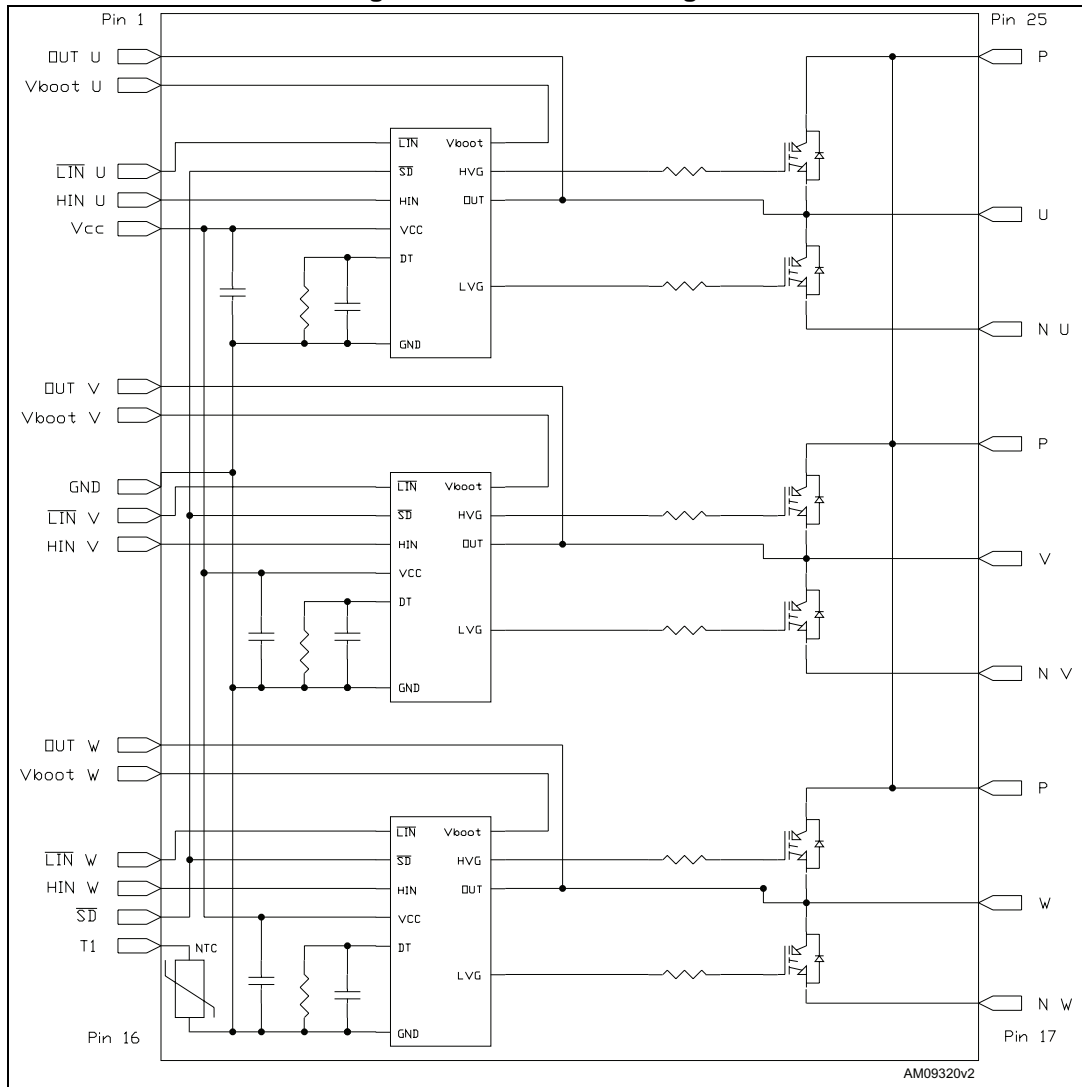 Pin 1
Pin 25
OUT U
P
Vboot U
LIN
Vboot
LIN U
SD
HVG
HIN U
HIN
OUT
U
Vcc
VCC
DT
LVG
N U
GND
OUT V
Vboot V
P
GND
LIN
Vboot
LIN V
SD
HVG
HIN V
HIN
OUT
V
VCC
DT
LVG
N V
GND
OUT W
Vboot W
P
LIN
Vboot
LIN W
SD
HVG
HIN W
HIN
OUT
W
SD
VCC
T1
NTC
DT
LVG
N W
Pin 16
GND
Pin 17
AM09320v2